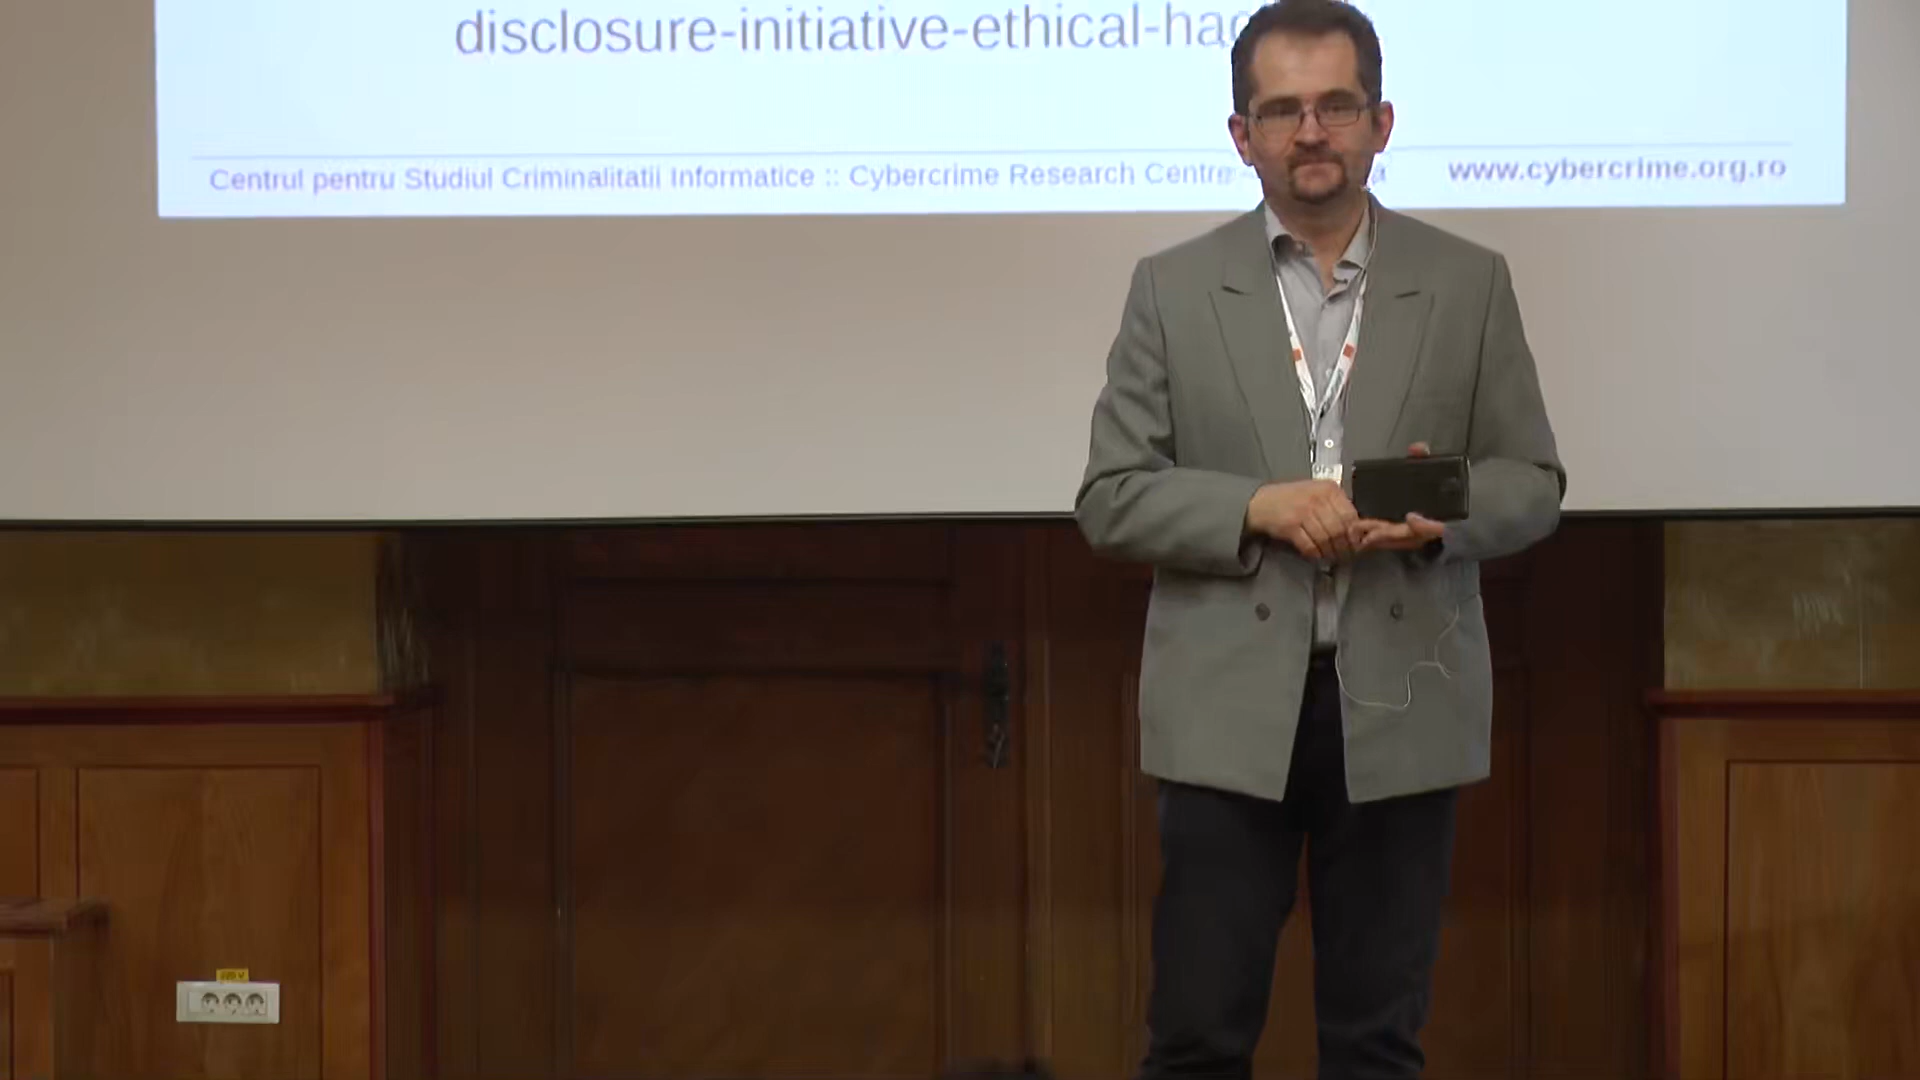 disclosure-initiative-ethical-hac
Centrul pentru Studiul Criminalitatii Informatice :: Cybercrime Research Centre - www.cybercrime.org.ro